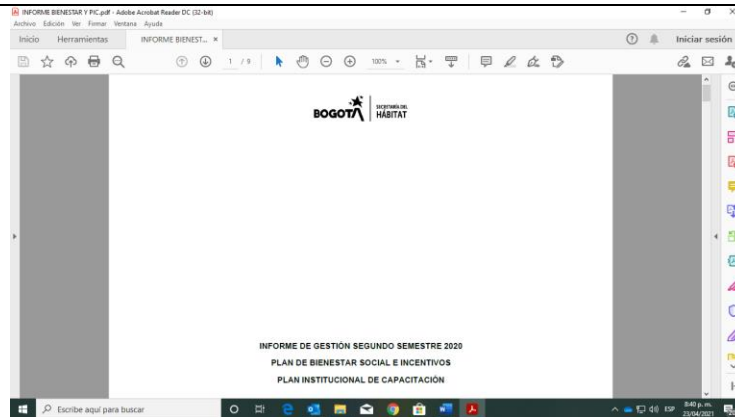 INFORME BIENESTAR Y PIC.pdf - Adobe Acrobat Reader DC (32-bit)
Archivo Edición Ver Firmar Ventana Ayuda
Inicio Herramientas INFORME BIENEST... × Iniciar sesión
1 / 9 100%
BOGOTÁ SECRETARÍA DEL
HÁBITAT
INFORME DE GESTIÓN SEGUNDO SEMESTRE 2020
PLAN DE BIENESTAR SOCIAL E INCENTIVOS
PLAN INSTITUCIONAL DE CAPACITACIÓN
Escribe aquí para buscar ESP 8:40 p. m.
23/04/2021